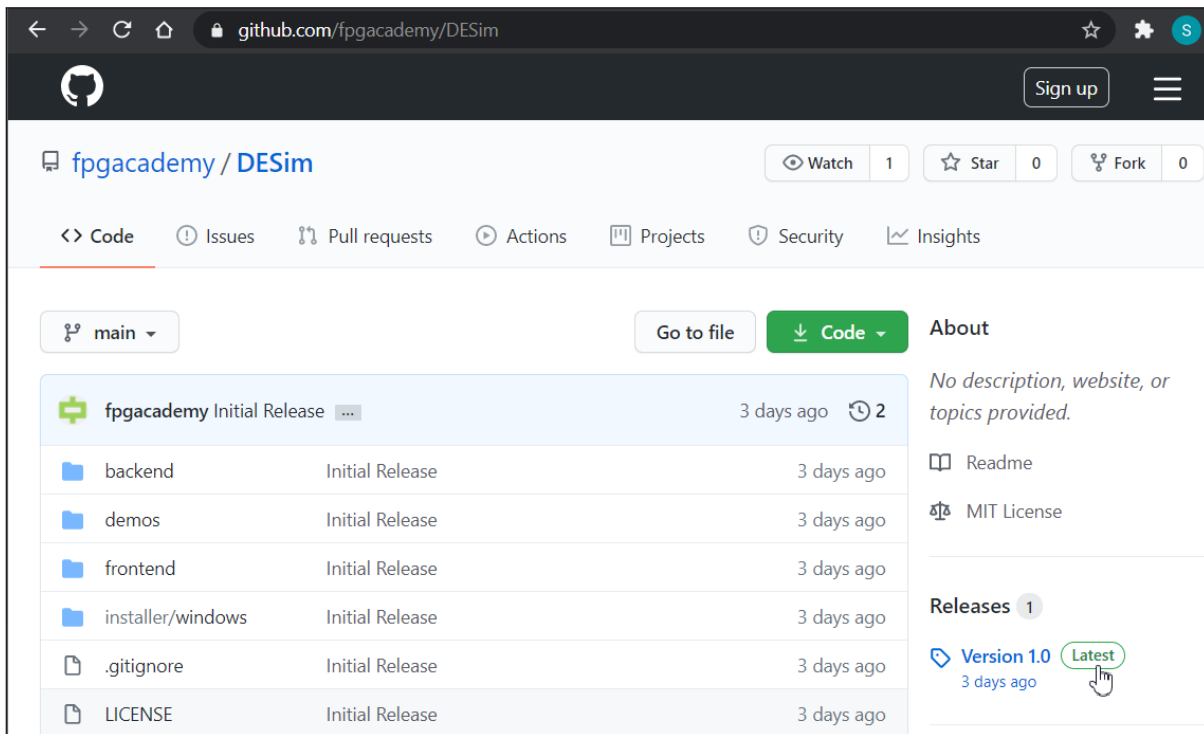 github.com/fpgacademy/DESim
S
Sign up
fpgacademy / DESim
Watch 1
Star 0
Fork 0
<> Code
Issues
Pull requests
Actions
Projects
Security
Insights
main
Go to file
Code
fpgacademy Initial Release ...
3 days ago 2
backend Initial Release 3 days ago
demos Initial Release 3 days ago
frontend Initial Release 3 days ago
installer/windows Initial Release 3 days ago
.gitignore Initial Release 3 days ago
LICENSE Initial Release 3 days ago
About
No description, website, or
topics provided.
Readme
MIT License
Releases 1
Version 1.0 Latest
3 days ago